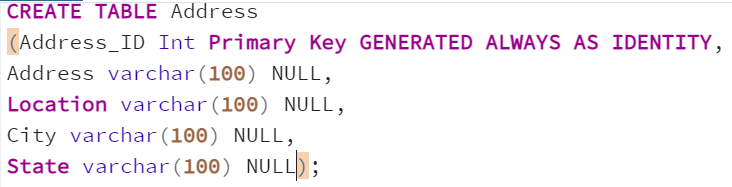 CREATE TABLE Address
(Address_ID Int Primary Key GENERATED ALWAYS AS IDENTITY,
Address varchar(100) NULL,
Location varchar(100) NULL,
City varchar(100) NULL,
State varchar(100) NULL);